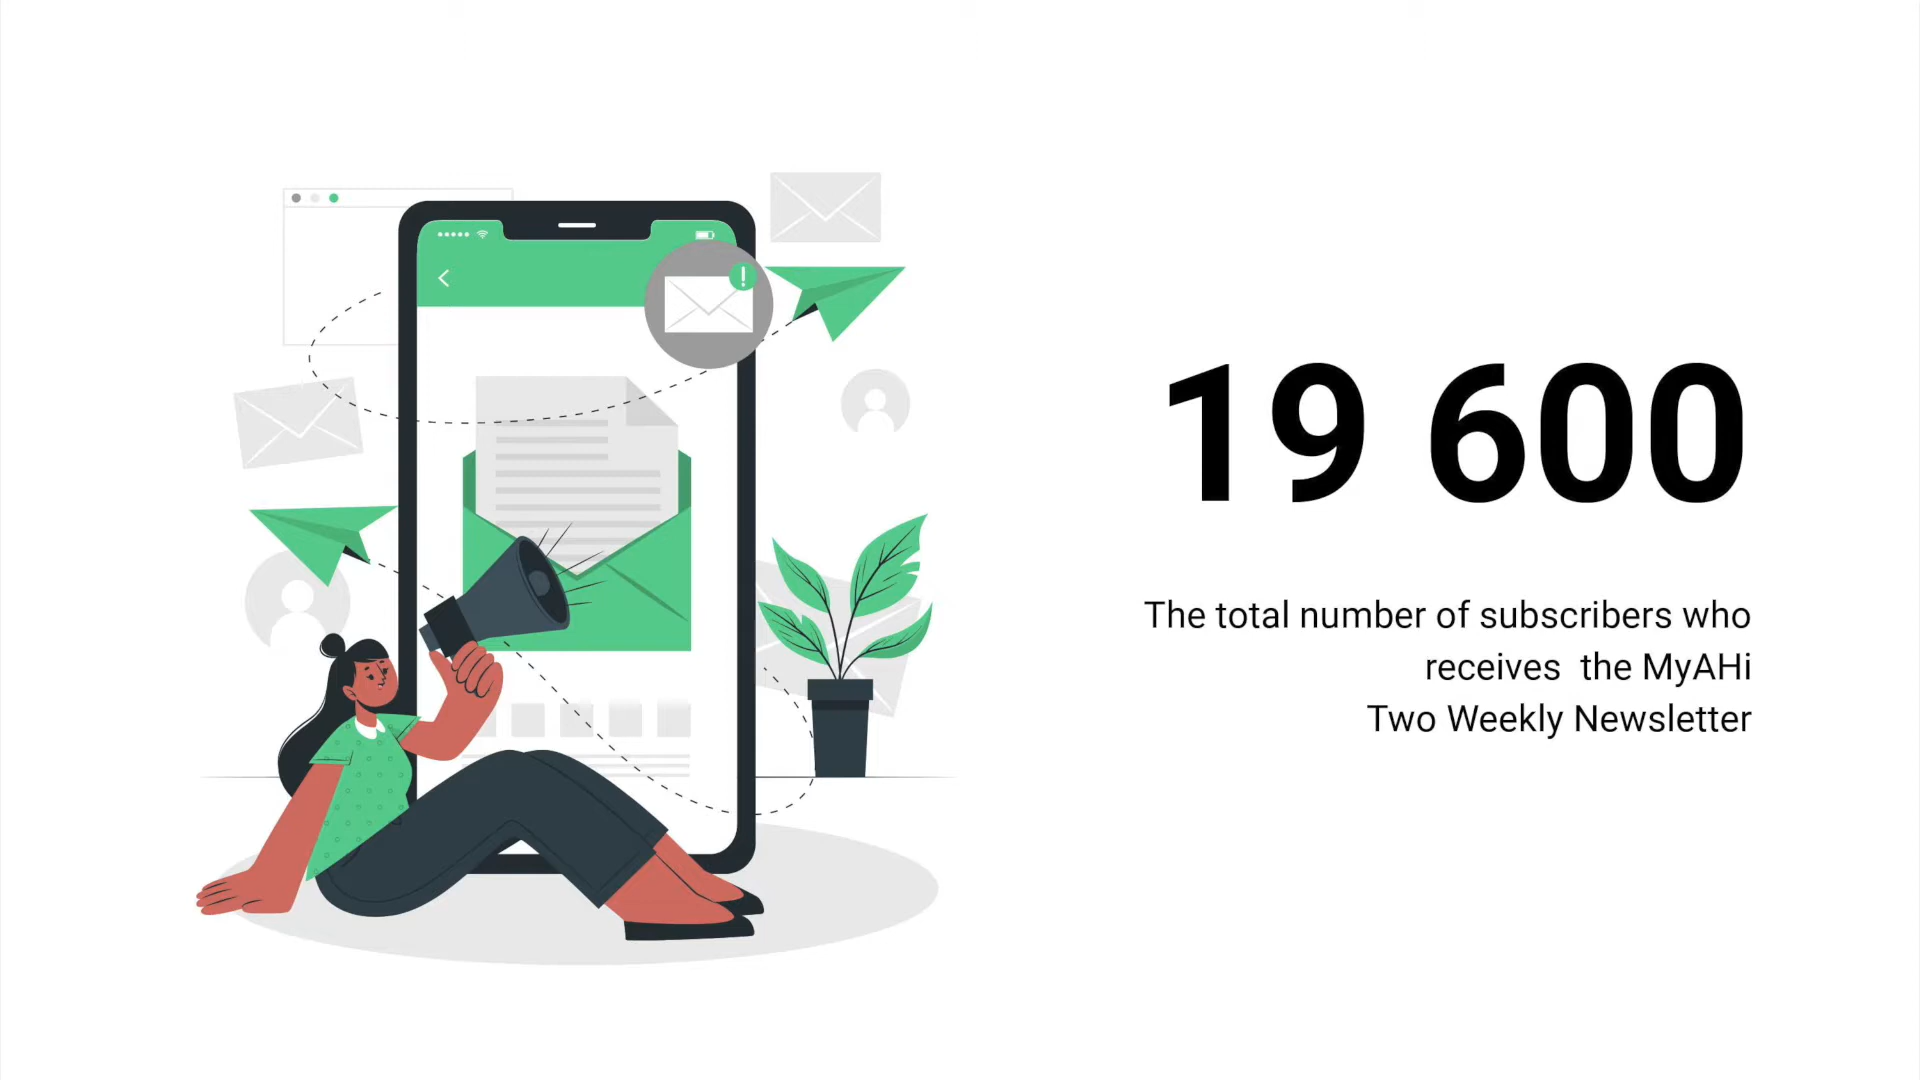 19 600
The total number of subscribers who
receives  the MyAHi
Two Weekly Newsletter